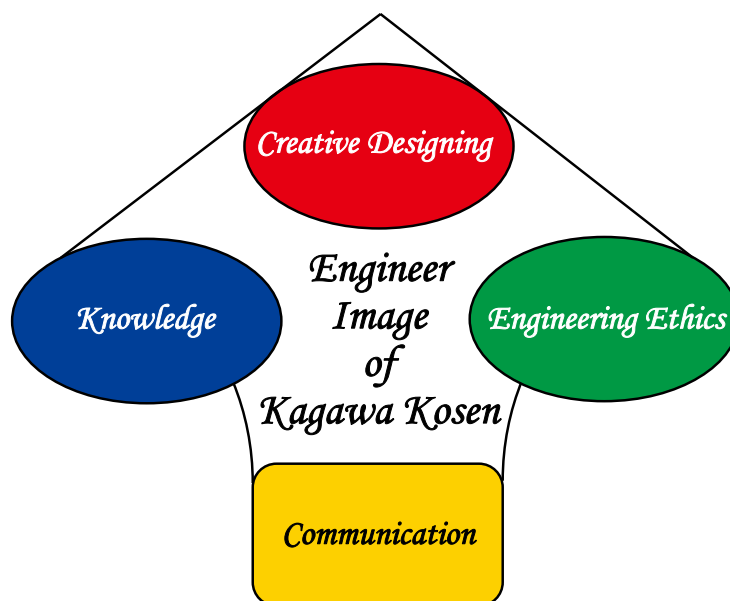 Creative Designing
Engineer
Image
of
Kagawa Kosen
Knowledge
Engineering Ethics
Communication